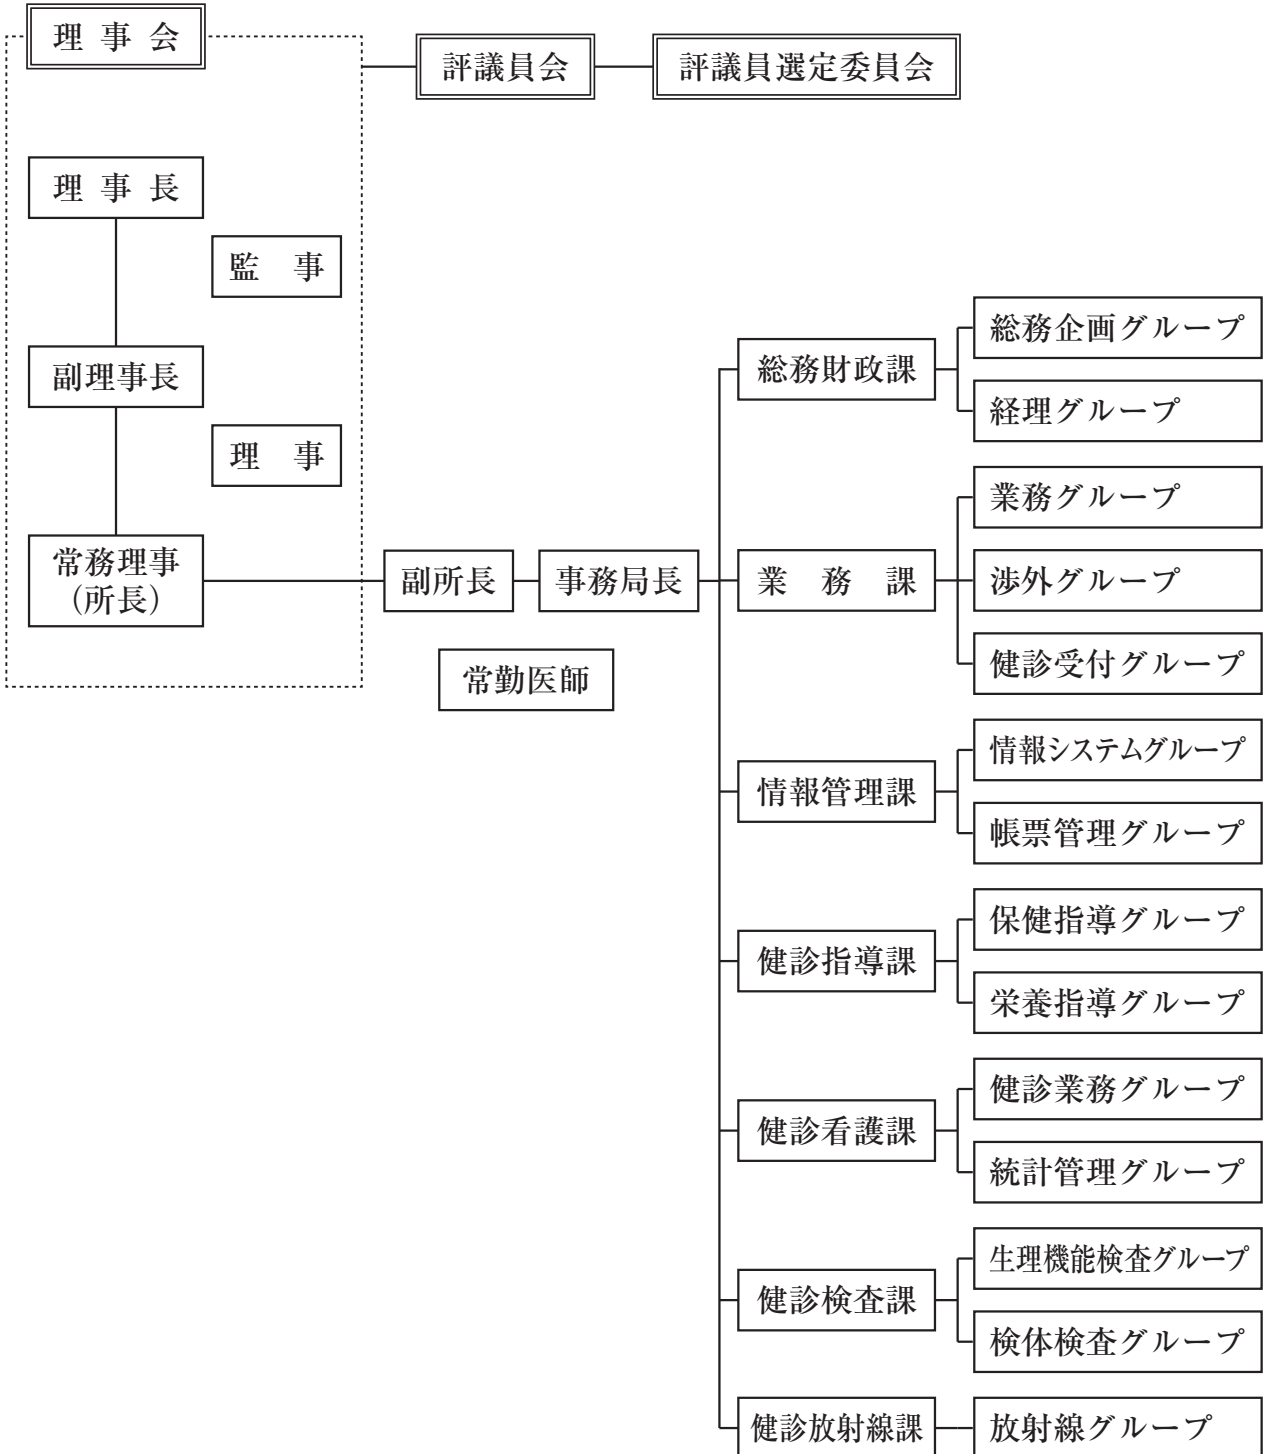 理事会
評議員会
評議員選定委員会
理事長
監　事
副理事長
理　事
常務理事
（所長）
副所長
事務局長
常勤医師
総務財政課
総務企画グループ
経理グループ
業　務　課
業務グループ
渉外グループ
健診受付グループ
情報管理課
情報システムグループ
帳票管理グループ
健診指導課
保健指導グループ
栄養指導グループ
健診看護課
健診業務グループ
統計管理グループ
健診検査課
生理機能検査グループ
検体検査グループ
健診放射線課
放射線グループ